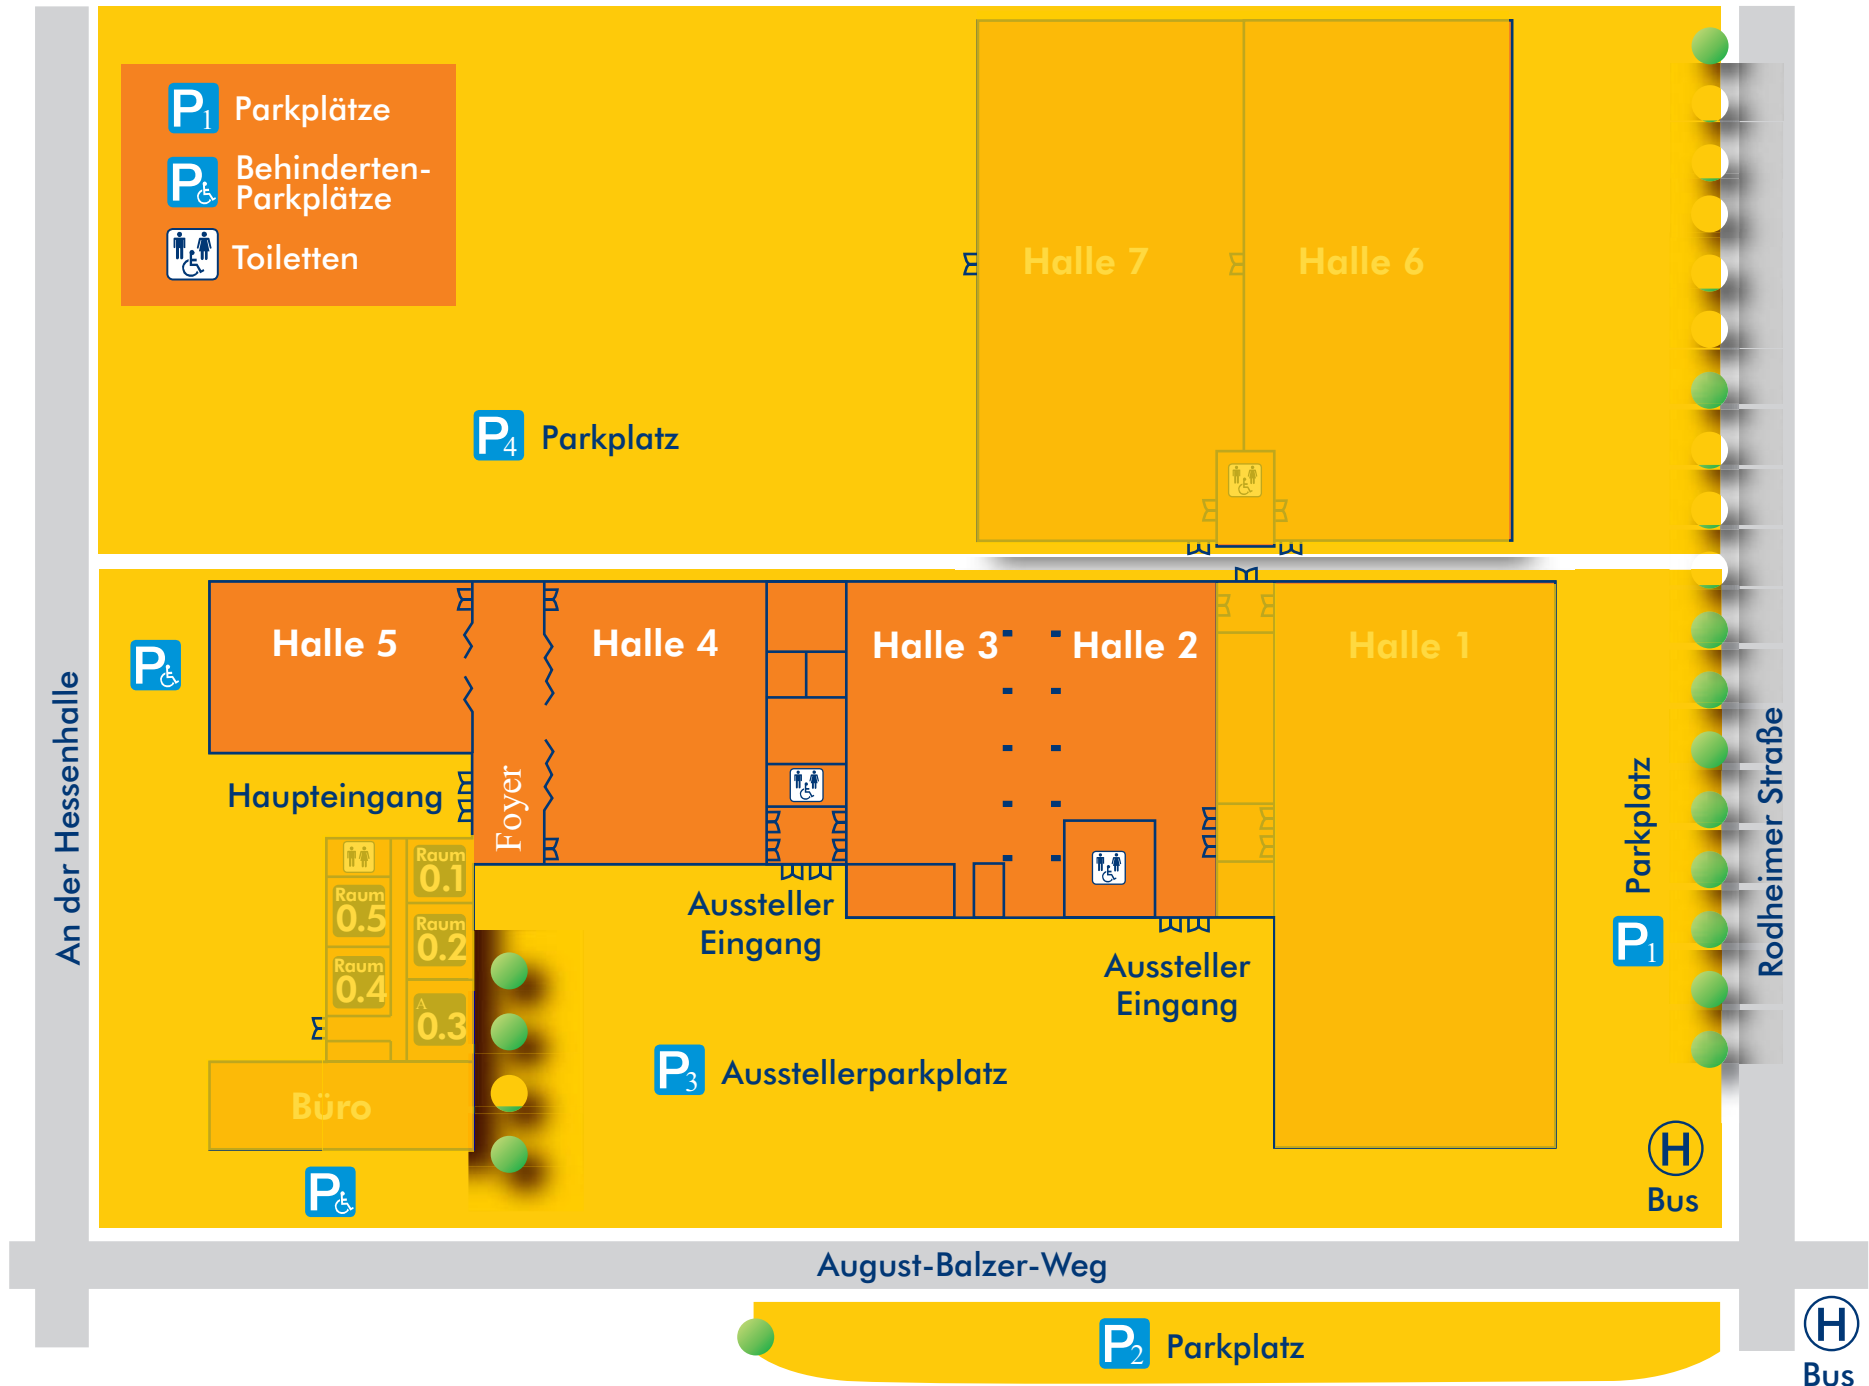 P1 Parkplätze
P Behinderten-
Parkplätze
Toiletten
Halle 7
Halle 6
P4 Parkplatz
Halle 5
Halle 4
Halle 3
Halle 2
Halle 1
P
An der Hessenhalle
Haupteingang
Foyer
Parkplatz
P1
Rodheimer Straße
Raum
0.1
Raum
0.5
Raum
0.2
Raum
0.4
A
0.3
Büro
Aussteller
Eingang
Aussteller
Eingang
P3 Ausstellerparkplatz
P
H
Bus
August-Balzer-Weg
P2 Parkplatz
H
Bus